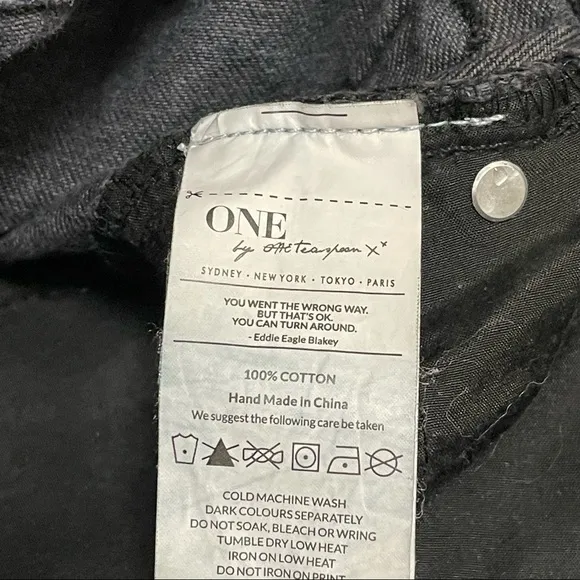 ONE
by One teaspoon X
SYDNEY · NEW YORK · TOKYO · PARIS
YOU WENT THE WRONG WAY.
BUT THAT'S OK.
YOU CAN TURN AROUND.
- Eddie Eagle Blakey
100% COTTON
Hand Made in China
We suggest the following care be taken
COLD MACHINE WASH
DARK COLOURS SEPARATELY
DO NOT SOAK, BLEACH OR WRING
TUMBLE DRY LOW HEAT
IRON ON LOW HEAT
DO NOT IRON ON PRINT